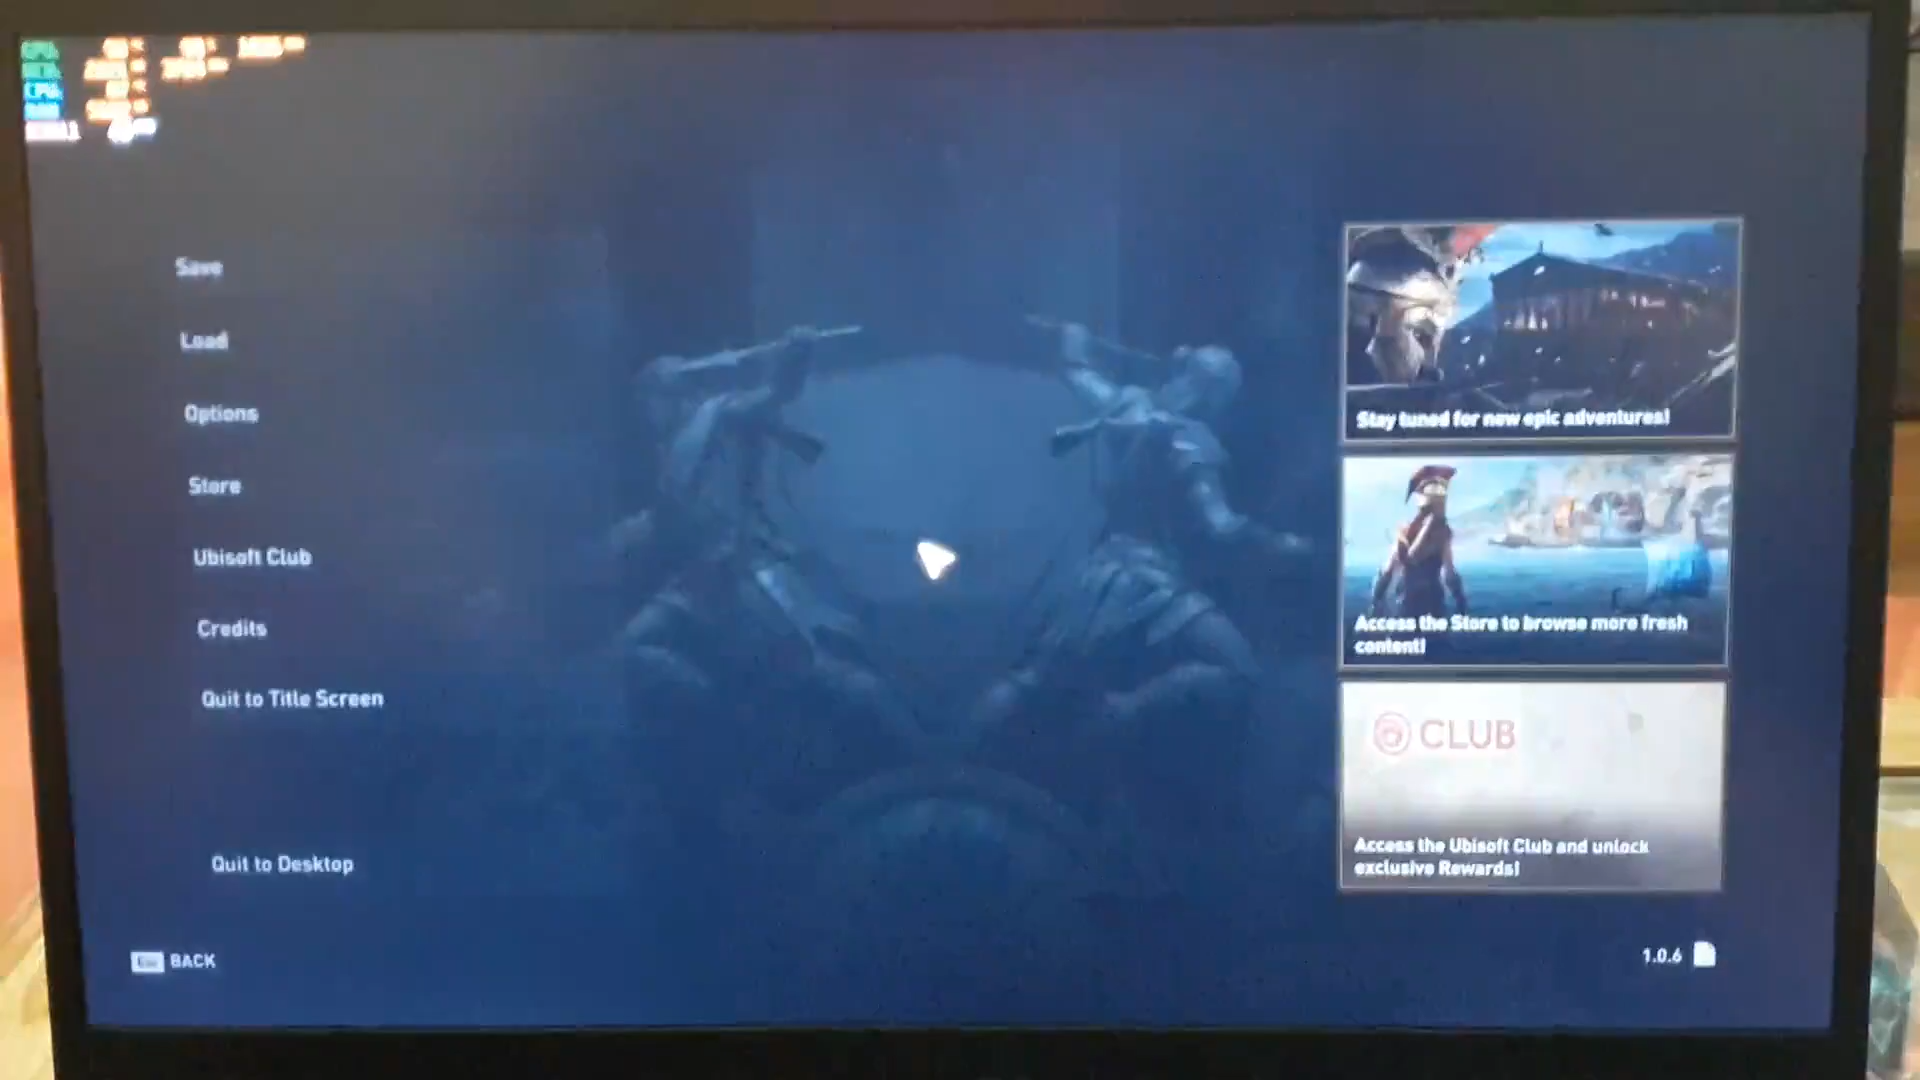 CPU
Save
Load
Options
Store
Ubisoft Club
Credits
Quit to Title Screen
Quit to Desktop
Esc BACK
Stay tuned for new epic adventures!
Access the Store to browse more fresh
content!
CLUB
Access the Ubisoft Club and unlock
exclusive Rewards!
1.0.6